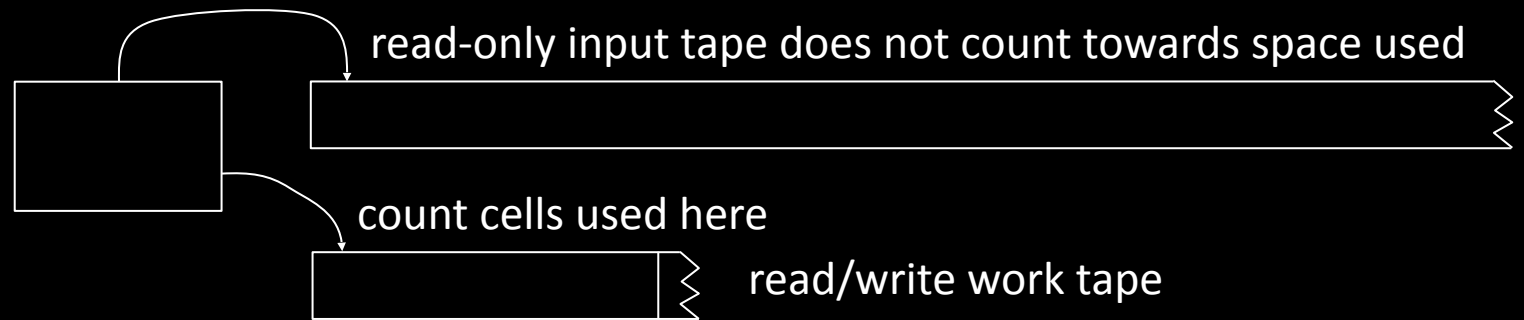 read-only input tape does not count towards space used
count cells used here
read/write work tape